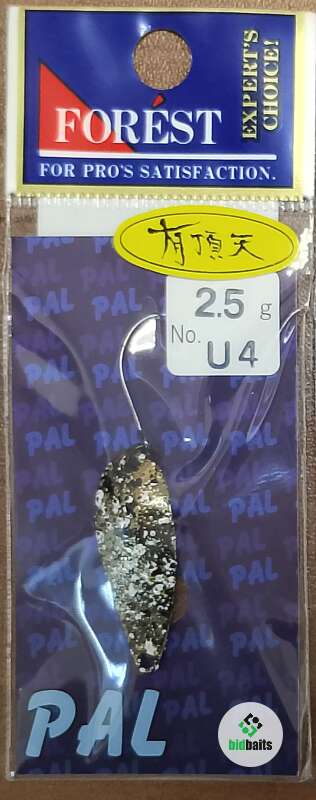 FORÉST
EXPERT'S
CHOICE!
FOR PRO'S SATISFACTION.
有頂天
2.5 g
No. U4
PAL
bidbaits